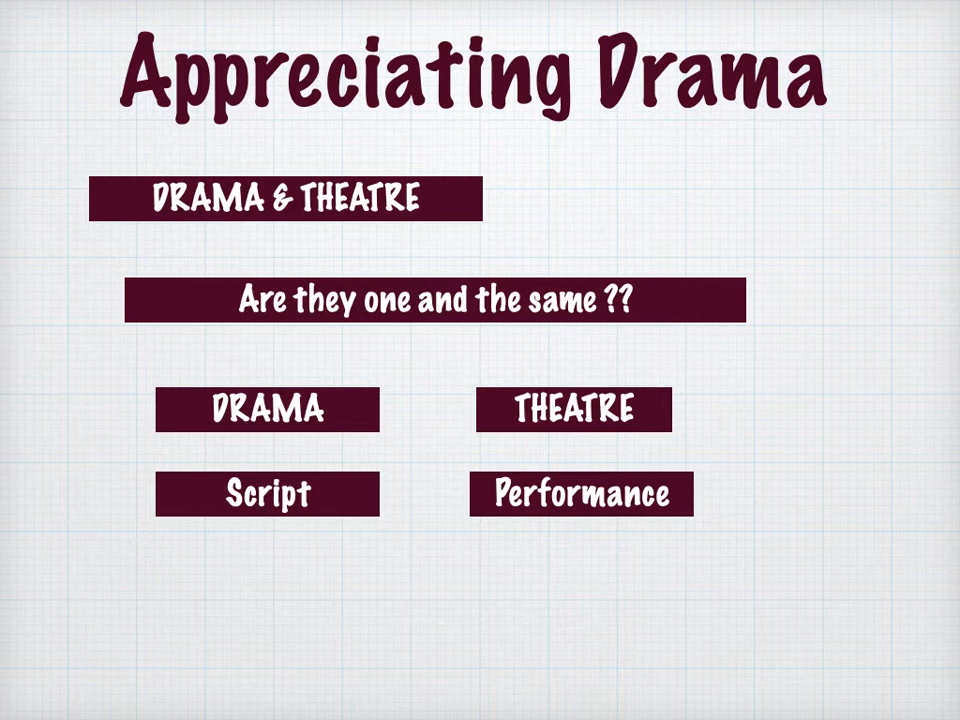 Appreciating Drama
DRAMA & THEATRE
Are they one and the same ??
DRAMA
THEATRE
Script
Performance